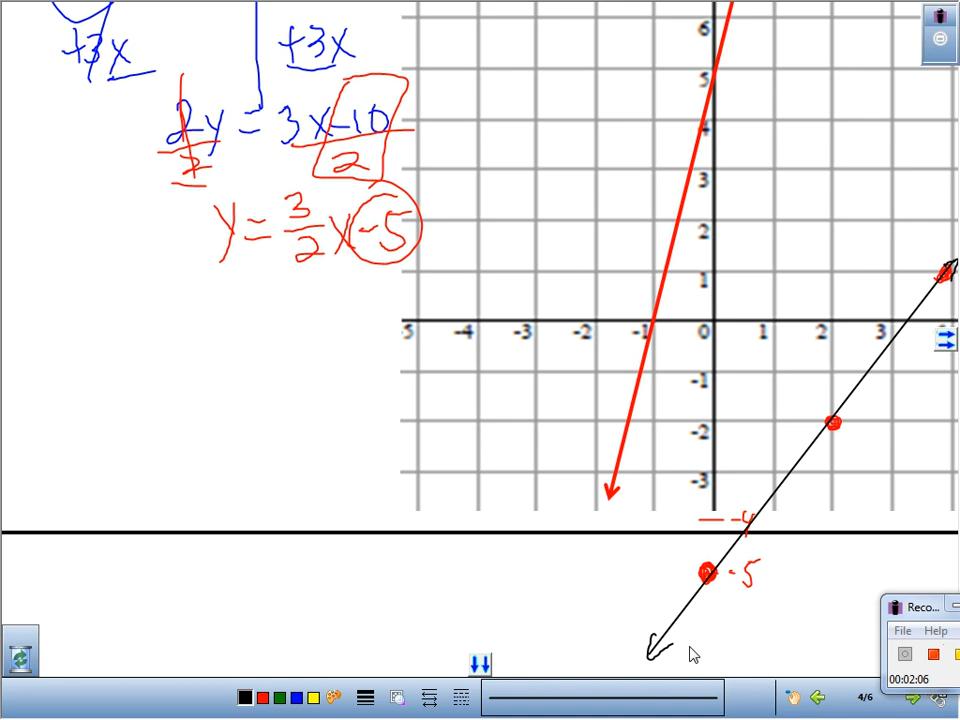 +3x +3x
2y = 3x-10
2 2
y = 3/2 x -5
6
5
4
3
2
1
5 -4 -3 -2 -1 0 1 2 3
-1
-2
-3
-4
-5
Reco...
File Help
00:02:06
4/6